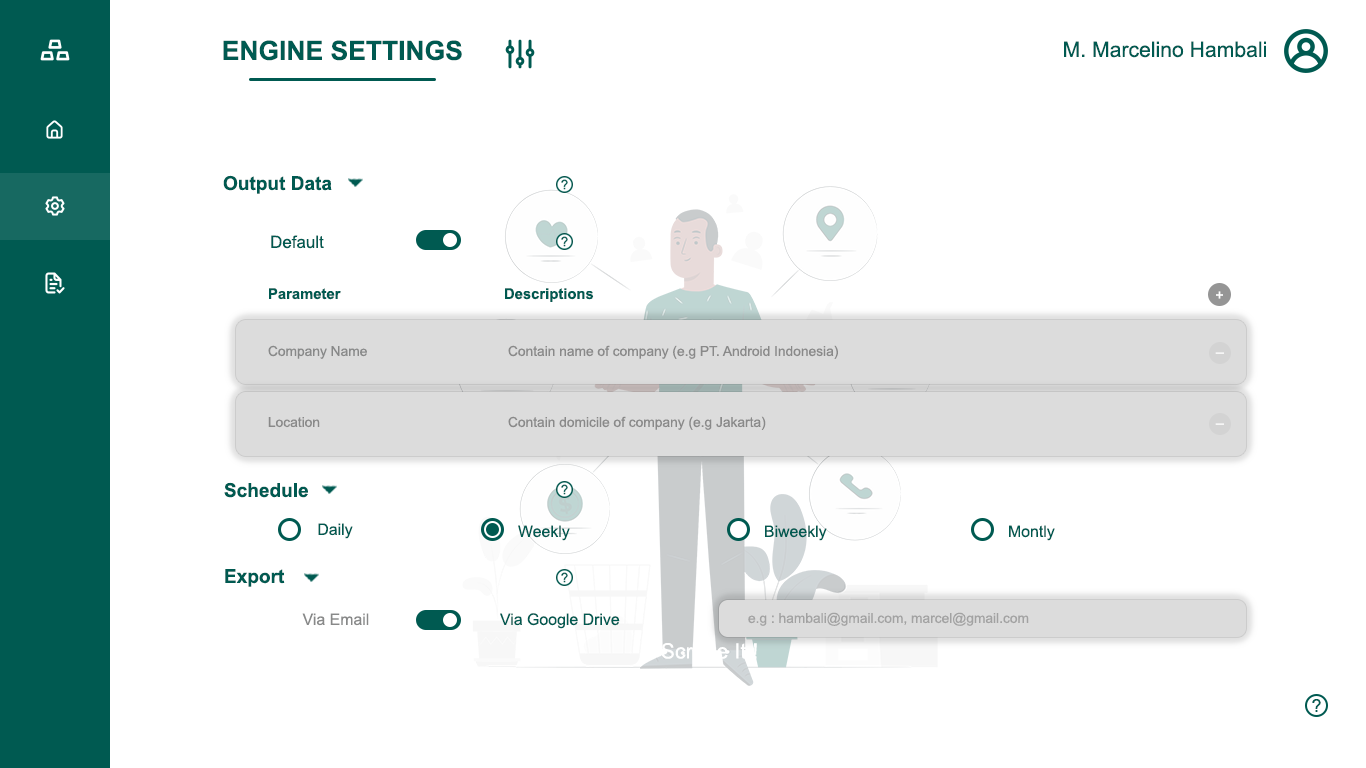 ENGINE SETTINGS
M. Marcelino Hambali
Output Data
Default
Parameter Descriptions
Company Name Contain name of company (e.g PT. Android Indonesia)
Location Contain domicile of company (e.g Jakarta)
Schedule
Daily Weekly Biweekly Montly
Export
Via Email Via Google Drive e.g : hambali@gmail.com, marcel@gmail.com
It!